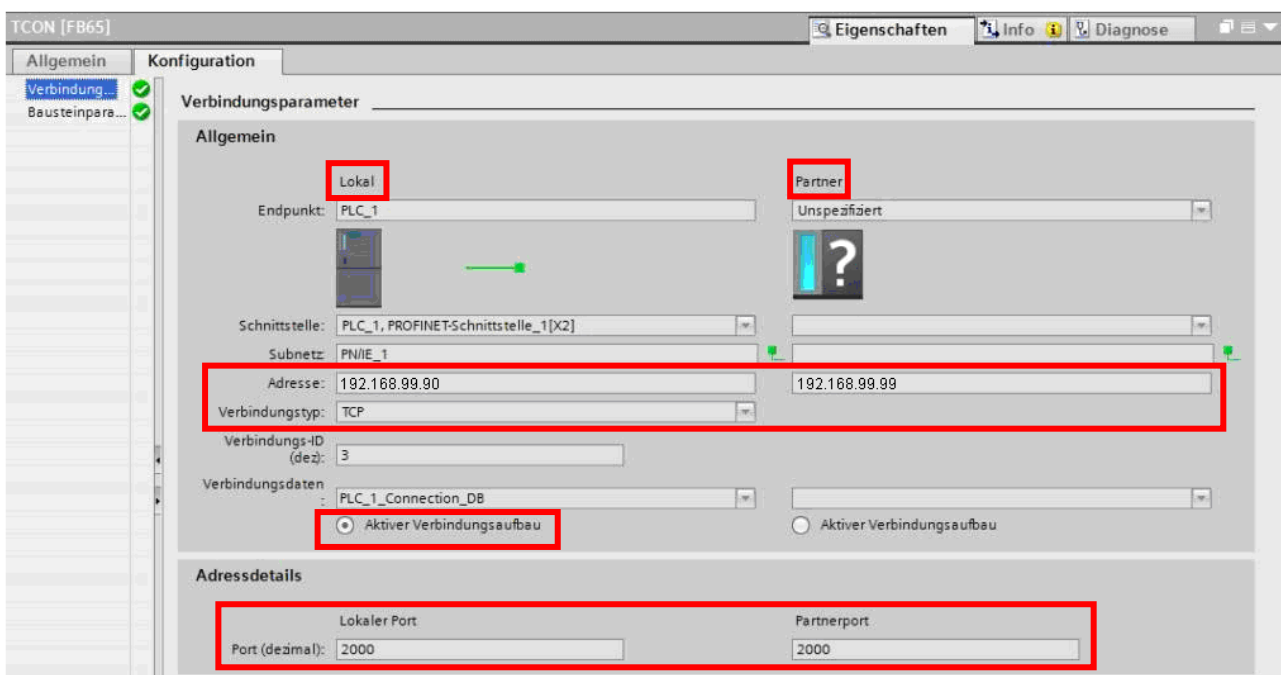 TCON [FB65]
Eigenschaften
Info
Diagnose
Allgemein
Konfiguration
Verbindung...
Bausteinpara...
Verbindungsparameter
Allgemein
Lokal
Partner
Endpunkt: PLC_1
Unspezifiziert
?
Schnittstelle: PLC_1, PROFINET-Schnittstelle_1[X2]
Subnetz PN/IE_1
Adresse: 192.168.99.90
192.168.99.99
Verbindungstyp: TCP
Verbindungs-ID
(dez): 3
Verbindungsdaten
: PLC_1_Connection_DB
Aktiver Verbindungsaufbau
Aktiver Verbindungsaufbau
Adressdetails
Lokaler Port
Partnerport
Port (dezimal): 2000
2000